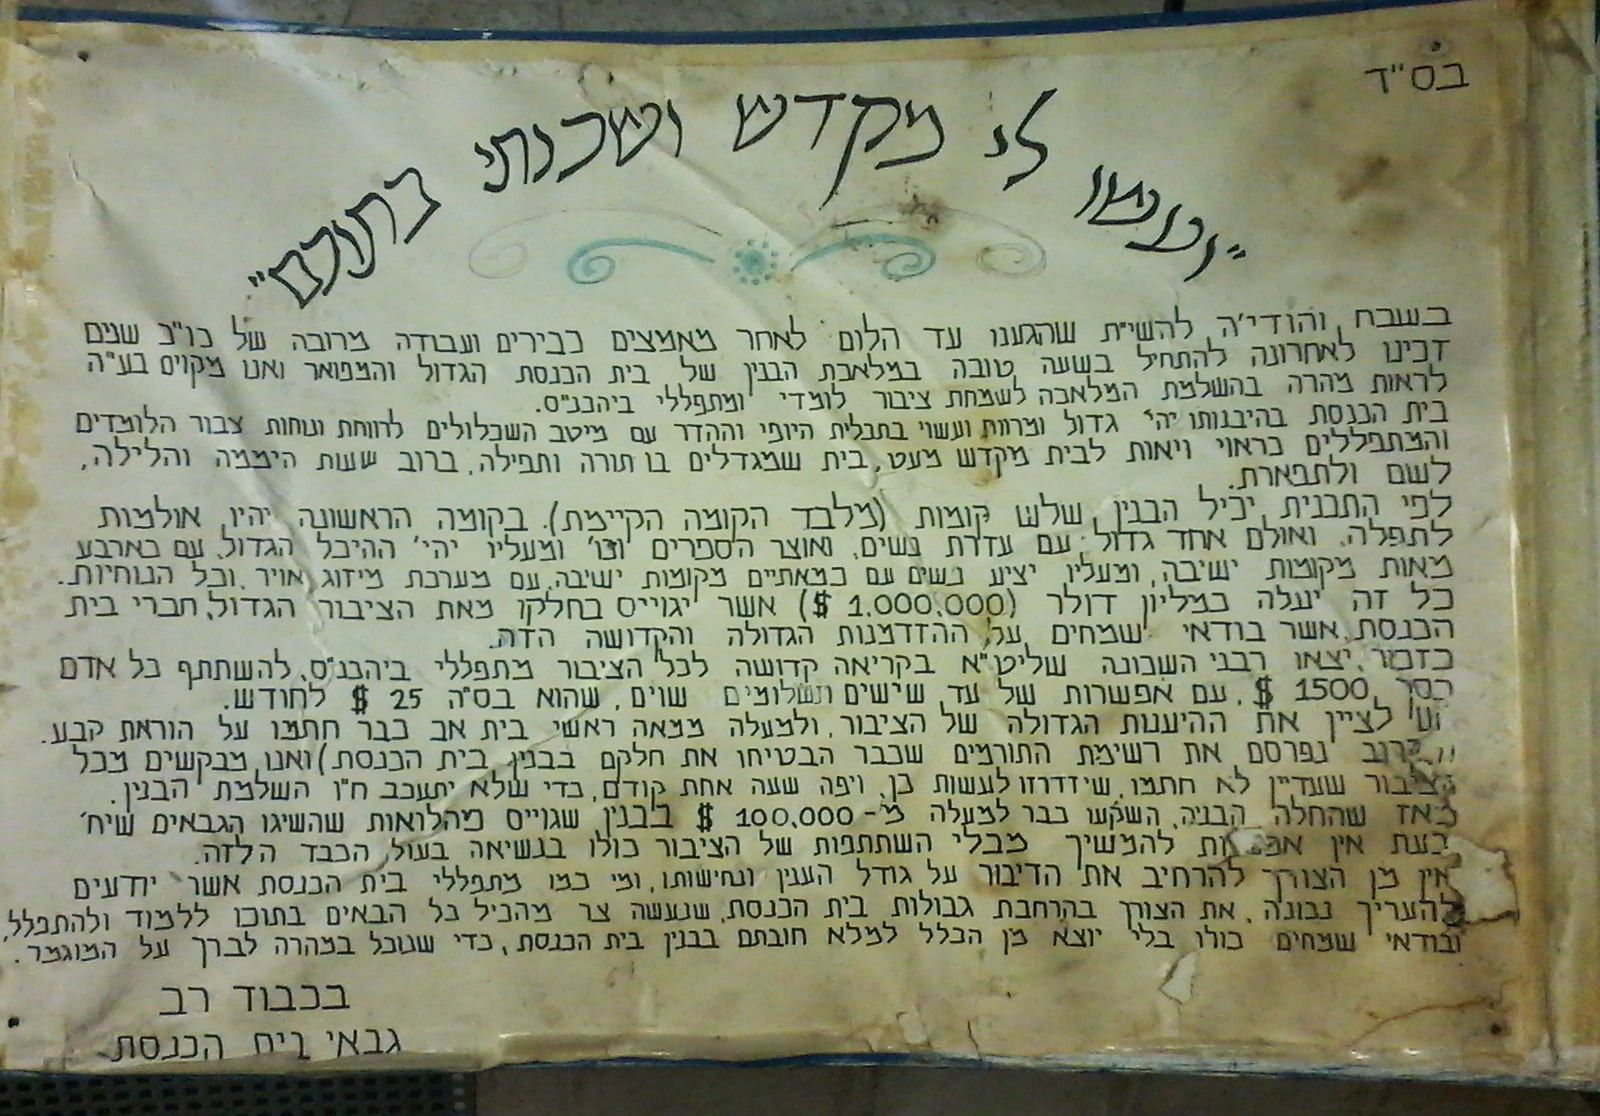 בס"ד
"ועשו לי מקדש ושכנתי בתוכם"
בשבח והודי'ה להשי"ת שהגענו עד הלום לאחר מאמצים כבירים ועבודה מרובה של כו"כ שנים
זכינו לאחרונה להתחיל בשעה טובה במלאכת הבנין של בית הכנסת הגדול והמפואר ואנו מקוים בע"ה
לראות מהרה בהשלמת המלאכה לשמחת ציבור לומדי ומתפללי ביהכנ"ס.
בית הכנסת בהיבנותו יהי' גדול ומרווח ועשוי בתכלית היופי וההדר עם מיטב השכלולים לרווחת ונוחות צבור הלומדים
והמתפללים כראוי ויאות לבית מקדש מעט, בית שמגדלים בו תורה ותפילה, ברוב שעות היממה והלילה,
לשם ולתפארת.
לפי התבנית יכיל הבנין שלש קומות (מלבד הקומה הקיימת). בקומה הראשונה יהיו אולמות
לתפלה, ואולם אחד גדול עם עזרת נשים, ואוצר הספרים וכו' ומעליו יהי' ההיכל הגדול, עם כארבע
מאות מקומות ישיבה, ומעליו יציע נשים עם כמאתיים מקומות ישיבה, עם מערכת מיזוג אויר וכל הנוחיות.
כל זה יעלה כמליון דולר (1,000,000 $) אשר יגוייס בחלקו מאת הציבור הגדול, חברי בית
הכנסת, אשר בודאי שמחים על ההזדמנות הגדולה והקדושה הזה.
כזכור, יצאו רבני השכונה שליט"א בקריאה קדושה לכל הציבור מתפללי ביהכנ"ס, להשתתף כל אדם
בסך 1500 $, עם אפשרות של עד שישים תשלומים שוים, שהוא בס"ה 25 $ לחודש.
לציין את ההיענות הגדולה של הציבור, ולמעלה ממאה ראשי בית אב כבר חתמו על הוראת קבע.
נפרסם את רשימת התורמים שכבר הבטיחו את חלקם בבנין בית הכנסת) ואנו מבקשים מכל
הציבור שעדיין לא חתמו, שיזדרזו לעשות כן, ויפה שעה אחת קודם, כדי שלא יתעכב ח"ו השלמת הבנין.
מאז שהחלה הבניה, השקענו כבר למעלה מ-100,000 $ בבנין שגוייס מהלואות שהשיגו הגבאים שיח'
כעת אין להמשיך מבלי השתתפות של הציבור כולו בנשיאה בעול הכבד הלזה.
אין מן הצורך להרחיב את הדיבור על גודל הענין ונחישותו, ומי כמו מתפללי בית הכנסת אשר יודעים
להעריך נכונה, את הצורך בהרחבת גבולות בית הכנסת, שנעשה צר מהכיל כל הבאים בתוכו ללמוד ולהתפלל,
ובודאי שמחים כולו בלי יוצא מן הכלל למלא חובתם בבנין בית הכנסת, כדי שנוכל במהרה לברך על המוגמר.
בכבוד רב
גבאי בית הכנסת